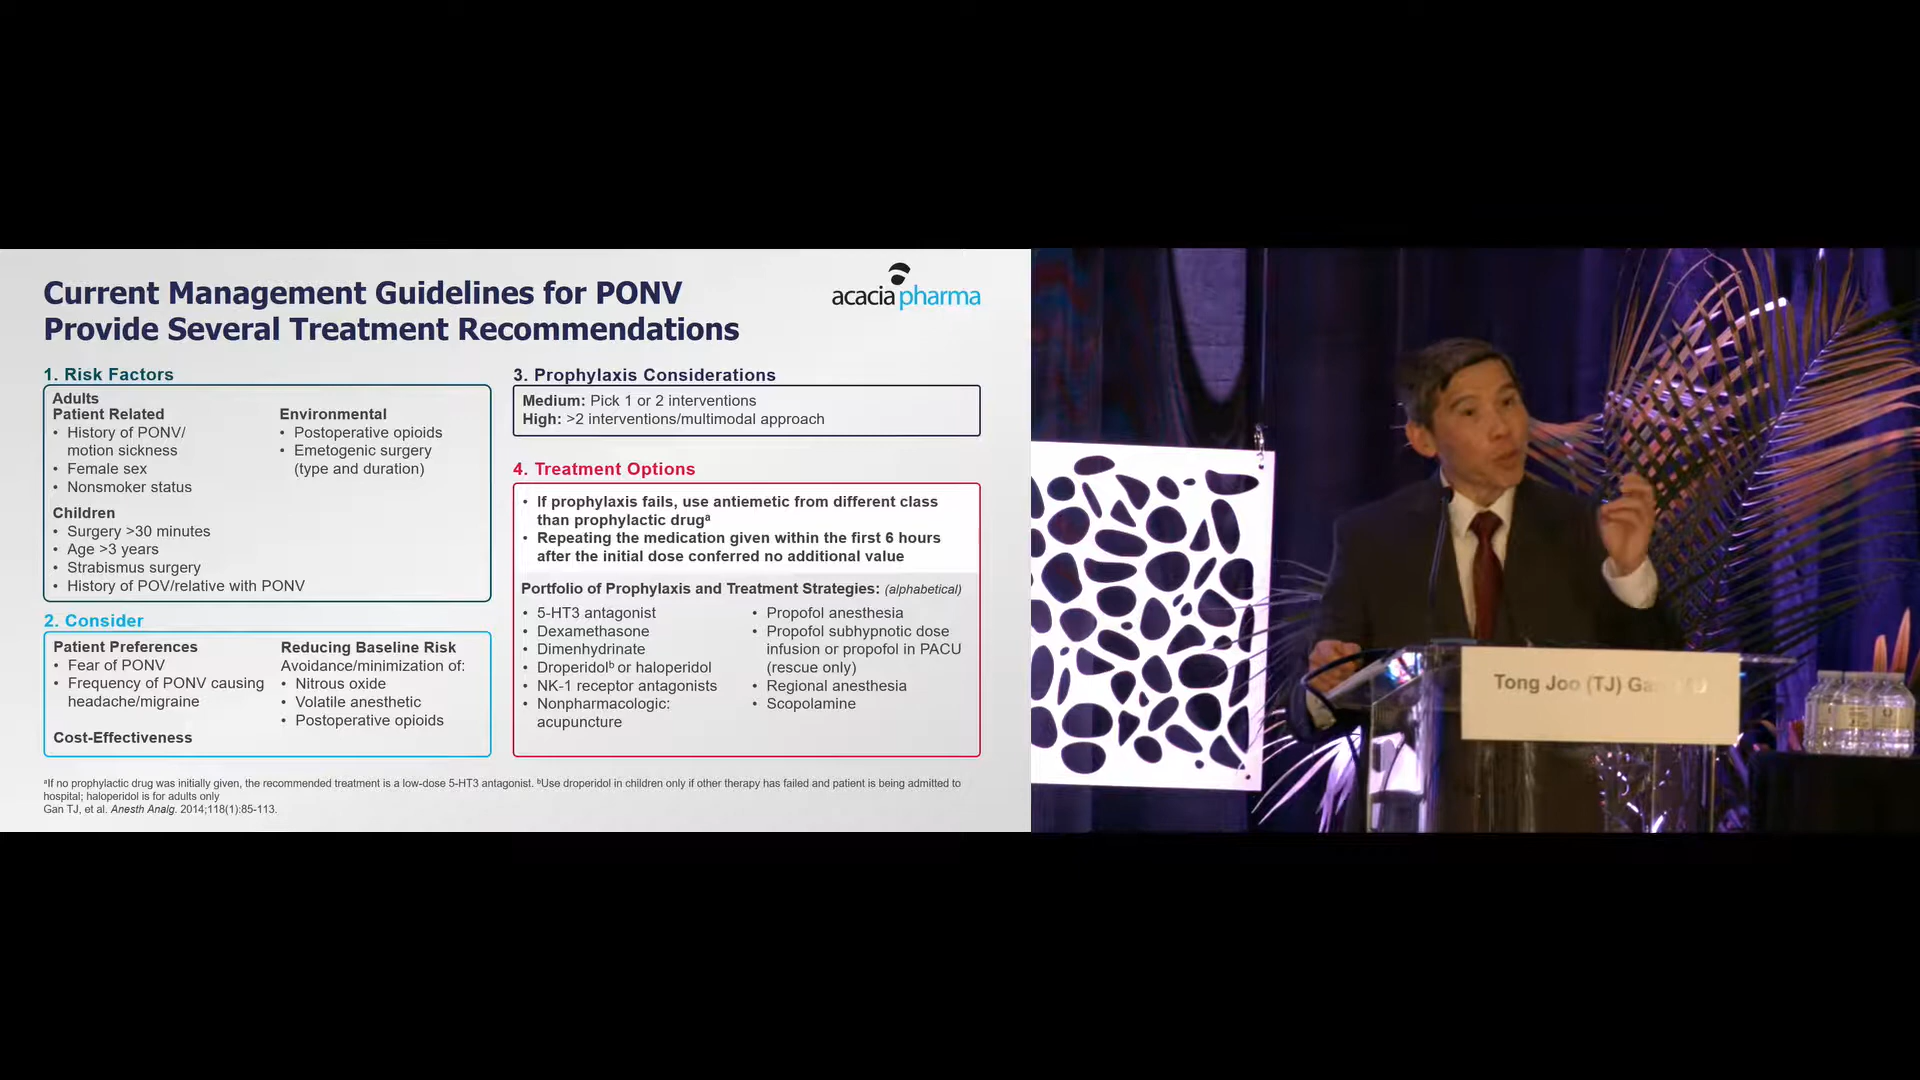 Current Management Guidelines for PONV
Provide Several Treatment Recommendations
acacia pharma
1. Risk Factors
Adults
Patient Related
• History of PONV/
motion sickness
• Female sex
• Nonsmoker status
Environmental
• Postoperative opioids
• Emetogenic surgery
(type and duration)
Children
• Surgery >30 minutes
• Age >3 years
• Strabismus surgery
• History of POV/relative with PONV
2. Consider
Patient Preferences
• Fear of PONV
• Frequency of PONV causing
headache/migraine
Cost-Effectiveness
Reducing Baseline Risk
Avoidance/minimization of:
• Nitrous oxide
• Volatile anesthetic
• Postoperative opioids
3. Prophylaxis Considerations
Medium: Pick 1 or 2 interventions
High: >2 interventions/multimodal approach
4. Treatment Options
• If prophylaxis fails, use antiemetic from different class
than prophylactic drugᵃ
• Repeating the medication given within the first 6 hours
after the initial dose conferred no additional value
Portfolio of Prophylaxis and Treatment Strategies: (alphabetical)
• 5-HT3 antagonist
• Dexamethasone
• Dimenhydrinate
• Droperidolᵇ or haloperidol
• NK-1 receptor antagonists
• Nonpharmacologic:
acupuncture
• Propofol anesthesia
• Propofol subhypnotic dose
infusion or propofol in PACU
(rescue only)
• Regional anesthesia
• Scopolamine
ᵃIf no prophylactic drug was initially given, the recommended treatment is a low-dose 5-HT3 antagonist. ᵇUse droperidol in children only if other therapy has failed and patient is being admitted to
hospital; haloperidol is for adults only
Gan TJ, et al. Anesth Analg. 2014;118(1):85-113.
Tong Joo (TJ)